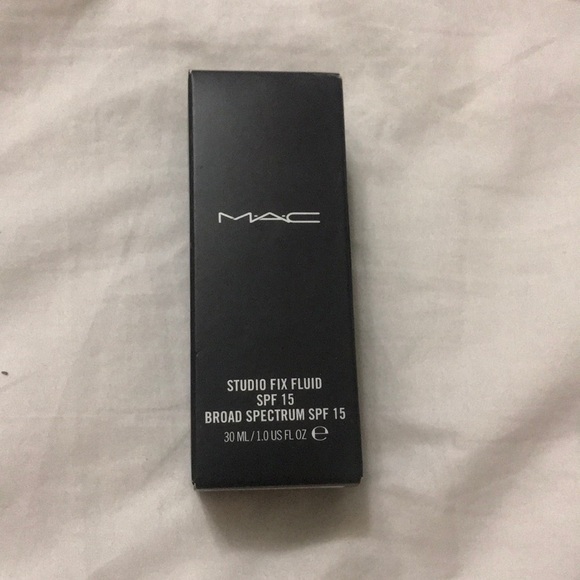 M·A·C
STUDIO FIX FLUID
SPF 15
BROAD SPECTRUM SPF 15
30 ML / 1.0 US FL OZ ℮